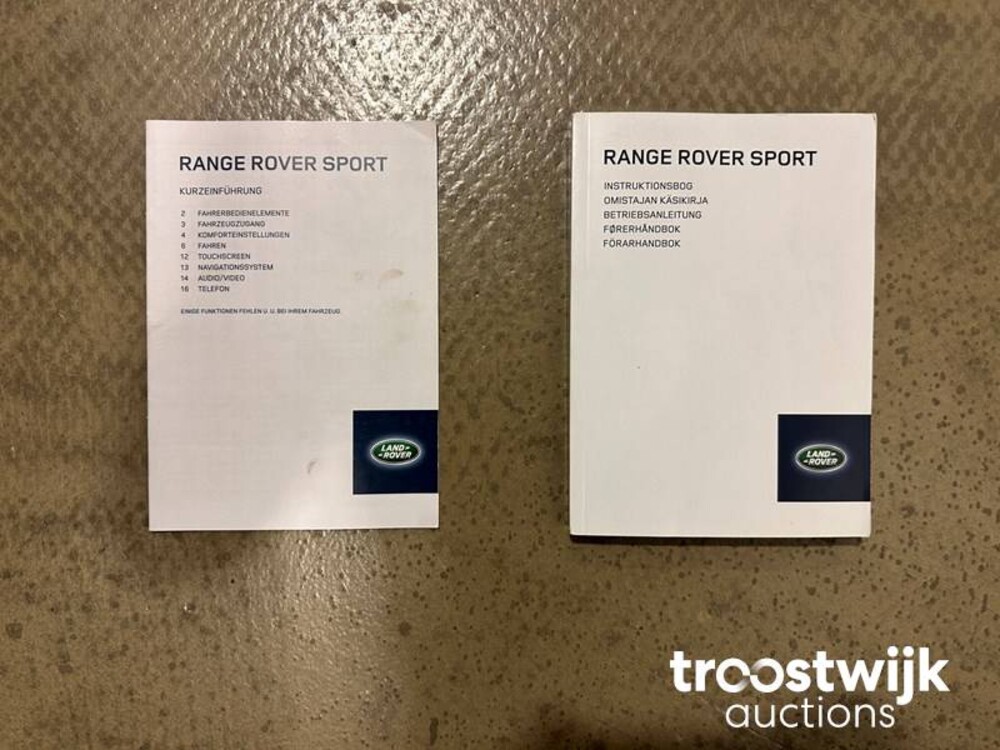 RANGE ROVER SPORT
KURZEINFÜHRUNG
2 FAHRERBEDIENELEMENTE
3 FAHRZEUGZUGANG
4 KOMFORTEINSTELLUNGEN
6 FAHREN
12 TOUCHSCREEN
13 NAVIGATIONSSYSTEM
14 AUDIO/VIDEO
16 TELEFON
EINIGE FUNKTIONEN FEHLEN U. U. BEI IHREM FAHRZEUG.
LAND-
-ROVER
RANGE ROVER SPORT
INSTRUKTIONSBOG
OMISTAJAN KÄSIKIRJA
BETRIEBSANLEITUNG
FØRERHÅNDBOK
FÖRARHANDBOK
LAND-
-ROVER
troostwijk
auctions